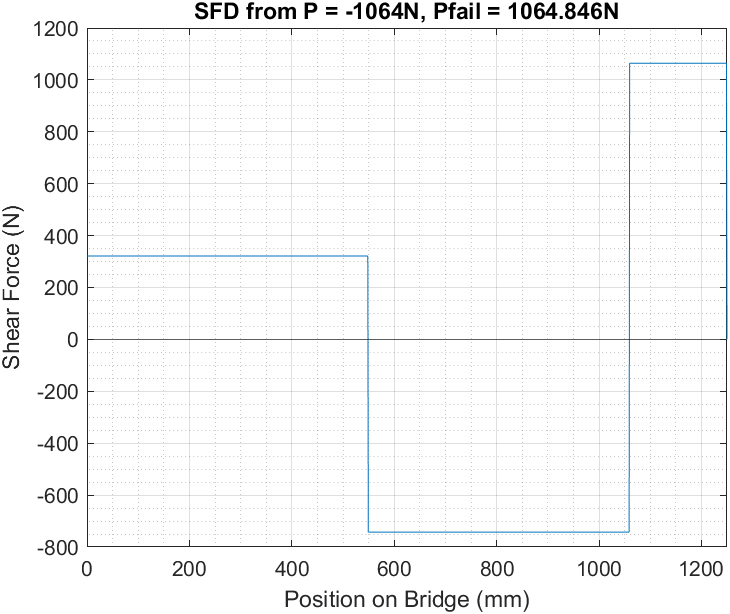 SFD from P = -1064N, Pfail = 1064.846N
1200
1000
800
600
400
200
0
-200
-400
-600
-800
Shear Force (N)
0 200 400 600 800 1000 1200
Position on Bridge (mm)